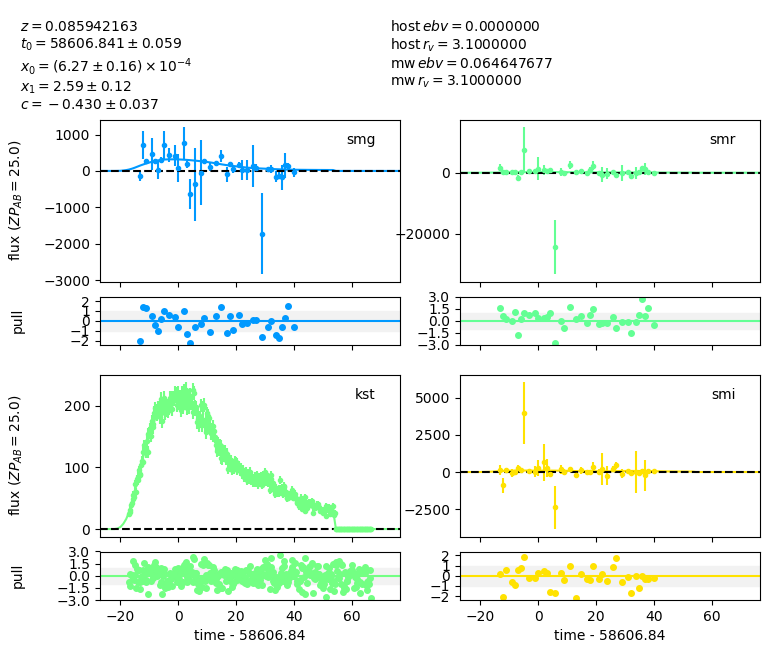 z = 0.085942163
t₀ = 58606.841 ± 0.059
x₀ = (6.27 ± 0.16) × 10⁻⁴
x₁ = 2.59 ± 0.12
c = −0.430 ± 0.037
host ebv = 0.0000000
host r_v = 3.1000000
mw ebv = 0.064647677
mw r_v = 3.1000000
flux (ZP_AB = 25.0)
1000
0
−1000
−2000
−3000
smg
0
−20000
smr
pull
2
1
0
−1
−2
3.0
1.5
0.0
−1.5
−3.0
flux (ZP_AB = 25.0)
200
100
0
kst
5000
2500
0
−2500
smi
pull
3.0
1.5
0.0
−1.5
−3.0
2
1
0
−1
−2
−20 0 20 40 60
−20 0 20 40 60
time - 58606.84
time - 58606.84